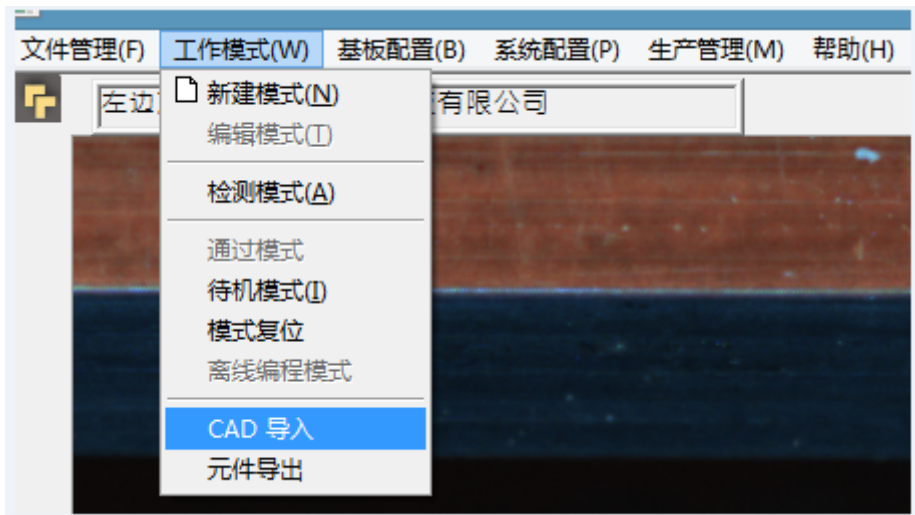 文件管理(F) 工作模式(W) 基板配置(B) 系统配置(P) 生产管理(M) 帮助(H)
左边 有限公司
新建模式(N)
编辑模式(T)
检测模式(A)
通过模式
待机模式(I)
模式复位
离线编程模式
CAD 导入
元件导出